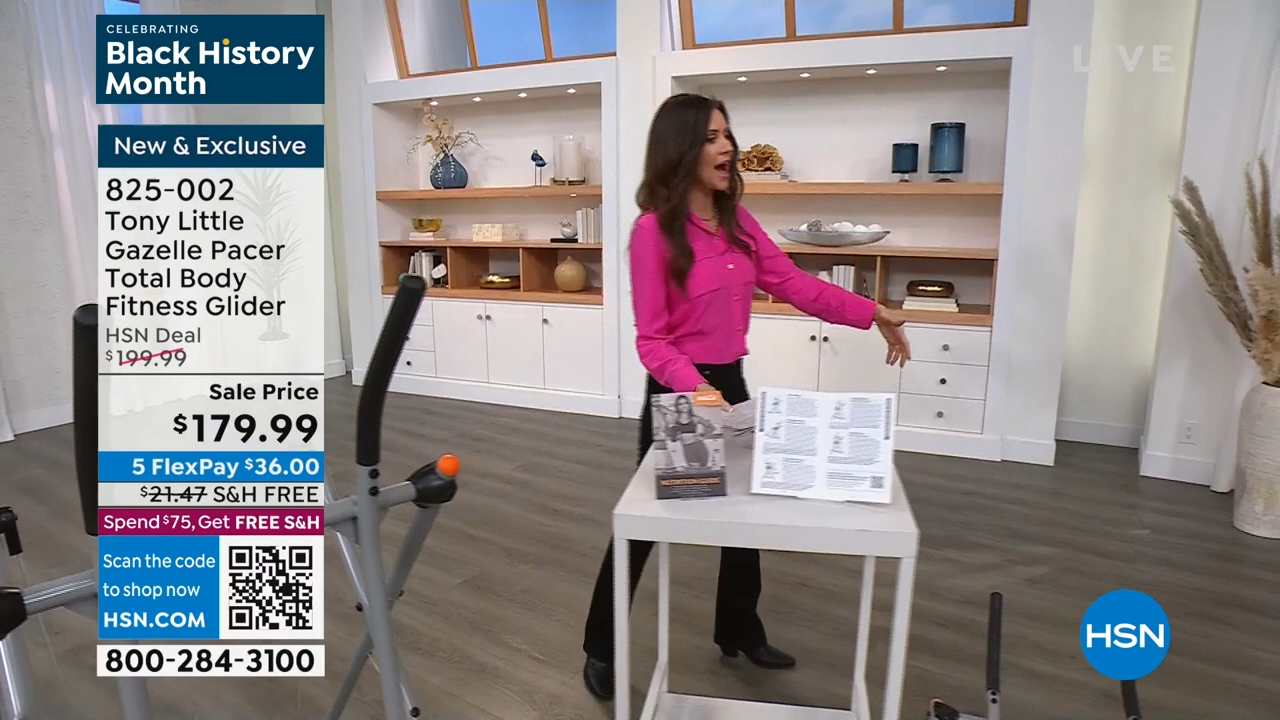 CELEBRATING
Black History
Month
New & Exclusive
825-002
Tony Little
Gazelle Pacer
Total Body
Fitness Glider
HSN Deal
$199.99
Sale Price
$179.99
5 FlexPay $36.00
$21.47 S&H FREE
Spend $75, Get FREE S&H
Scan the code
to shop now
HSN.COM
800-284-3100
LIVE
NUTRITION GUIDE
HSN